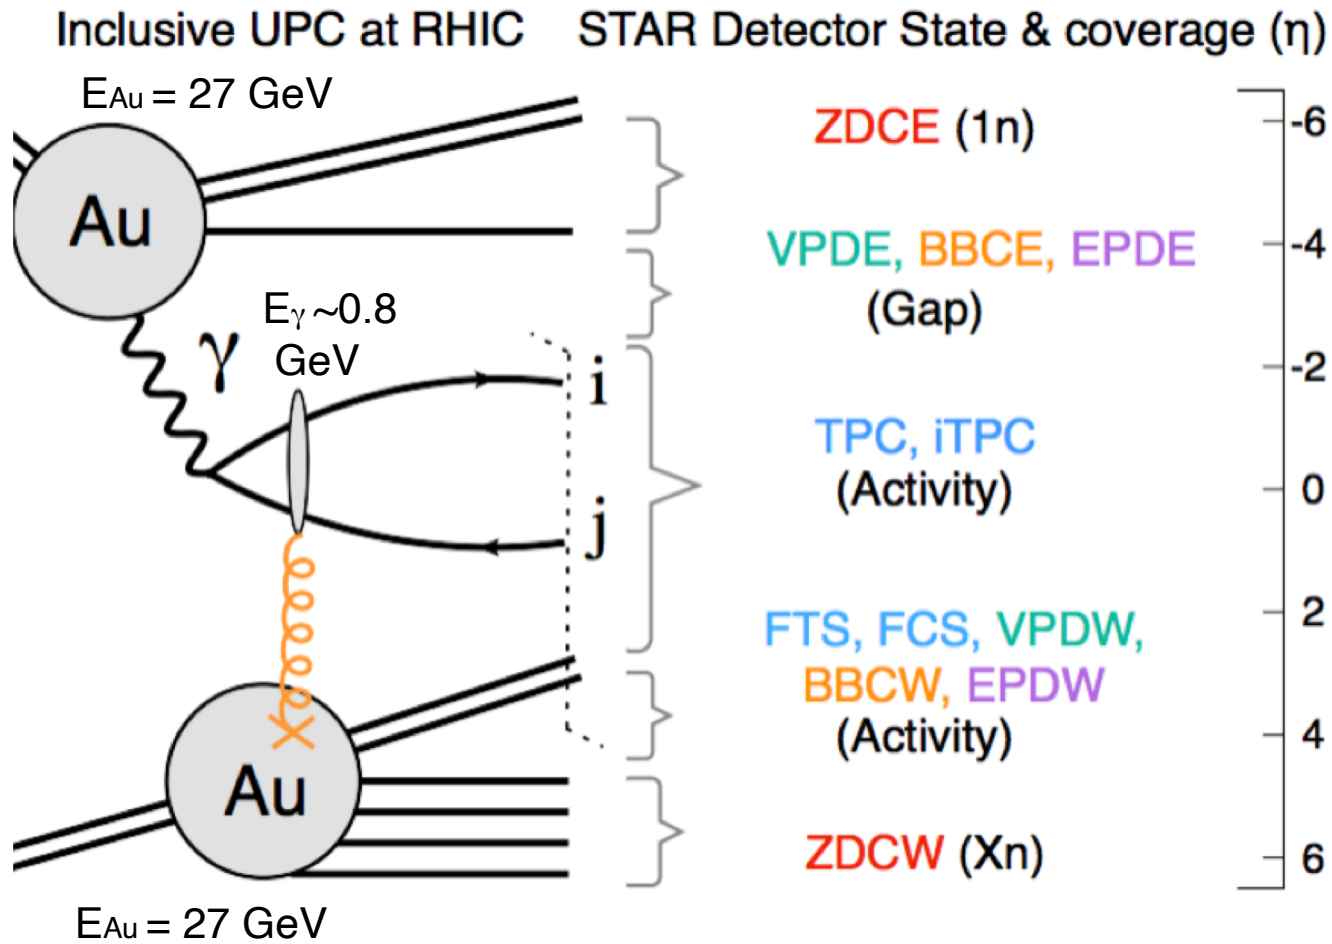 Inclusive UPC at RHIC
STAR Detector State & coverage (η)
EAu = 27 GeV
Au
γ
Eγ ~0.8
GeV
i
j
Au
EAu = 27 GeV
ZDCE (1n)
VPDE, BBCE, EPDE
(Gap)
TPC, iTPC
(Activity)
FTS, FCS, VPDW,
BBCW, EPDW
(Activity)
ZDCW (Xn)
-6
-4
-2
0
2
4
6